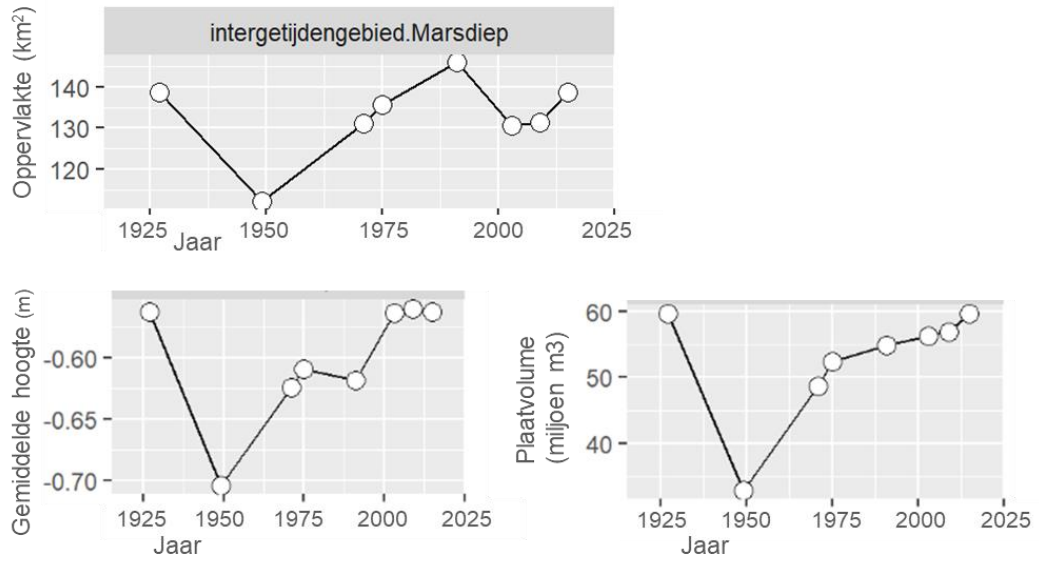 intergetijdengebied.Marsdiep
Oppervlakte (km²)
140
130
120
1925 1950 1975 2000 2025
Jaar
Gemiddelde hoogte (m)
-0.60
-0.65
-0.70
1925 1950 1975 2000 2025
Jaar
Plaatvolume
(miljoen m3)
60
50
40
1925 1950 1975 2000 2025
Jaar